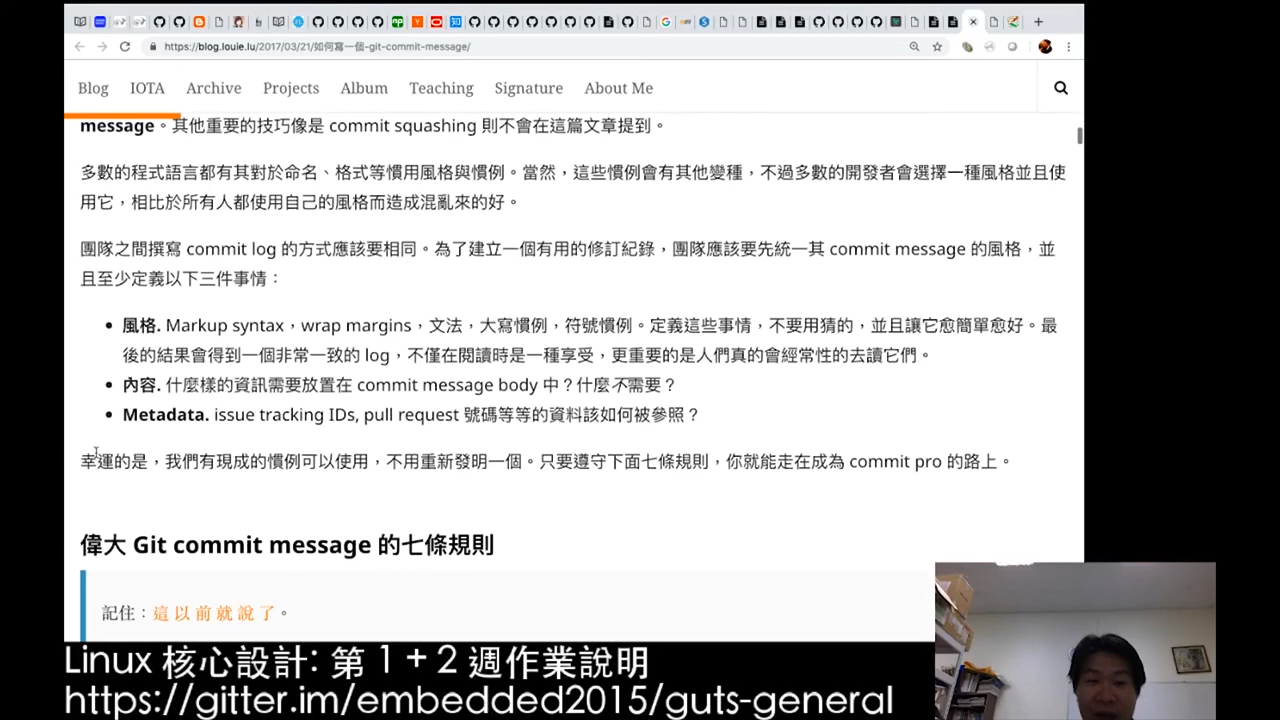 https://blog.louie.lu/2017/03/21/如何寫一個-git-commit-message/
Blog IOTA Archive Projects Album Teaching Signature About Me
message。其他重要的技巧像是 commit squashing 則不會在這篇文章提到。
多數的程式語言都有其對於命名、格式等慣用風格與慣例。當然，這些慣例會有其他變種，不過多數的開發者會選擇一種風格並且使
用它，相比於所有人都使用自己的風格而造成混亂來的好。
團隊之間撰寫 commit log 的方式應該要相同。為了建立一個有用的修訂紀錄，團隊應該要先統一其 commit message 的風格，並
且至少定義以下三件事情：
• 風格. Markup syntax，wrap margins，文法，大寫慣例，符號慣例。定義這些事情，不要用猜的，並且讓它愈簡單愈好。最
後的結果會得到一個非常一致的 log，不僅在閱讀時是一種享受，更重要的是人們真的會經常性的去讀它們。
• 內容. 什麼樣的資訊需要放置在 commit message body 中？什麼不需要？
• Metadata. issue tracking IDs, pull request 號碼等等的資料該如何被參照？
幸運的是，我們有現成的慣例可以使用，不用重新發明一個。只要遵守下面七條規則，你就能走在成為 commit pro 的路上。
偉大 Git commit message 的七條規則
記住：這以前就說了。
Linux 核心設計: 第 1 + 2 週作業說明
https://gitter.im/embedded2015/guts-general